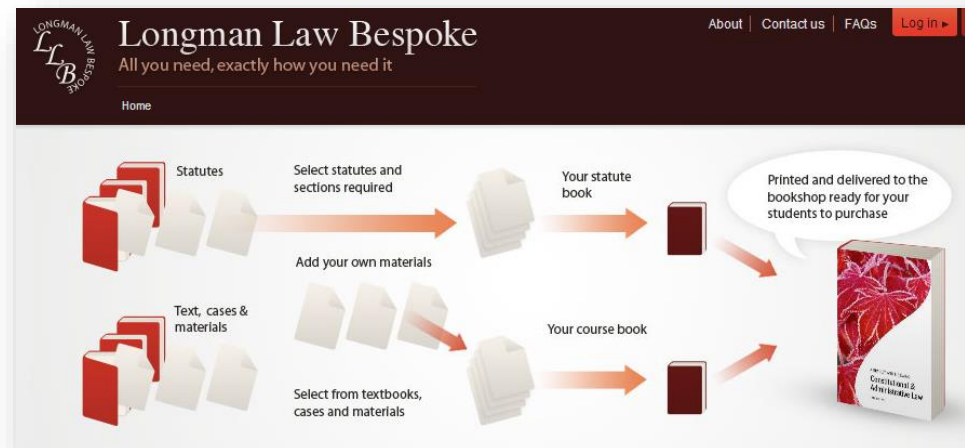 LONGMAN LAW BESPOKE
LLB
Longman Law Bespoke
All you need, exactly how you need it
About
Contact us
FAQs
Log in ▸
Home
Statutes
Select statutes and
sections required
Your statute
book
Printed and delivered to the
bookshop ready for your
students to purchase
Add your own materials
Text, cases &
materials
Your course book
Select from textbooks,
cases and materials
Constitutional &
Administrative Law